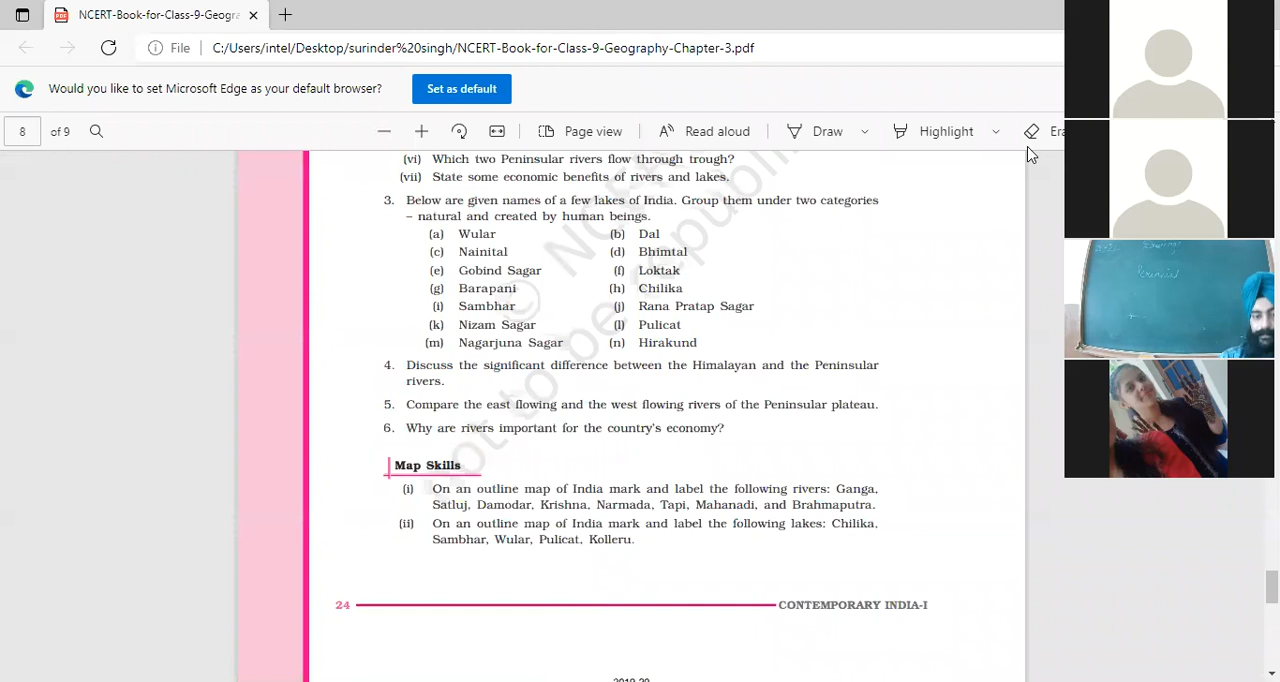 NCERT-Book-for-Class-9-Geogra
File
C:/Users/intel/Desktop/surinder%20singh/NCERT-Book-for-Class-9-Geography-Chapter-3.pdf
Would you like to set Microsoft Edge as your default browser?
Set as default
8 of 9
Page view
Read aloud
Draw
Highlight
Era
(vi) Which two Peninsular rivers flow through trough?
(vii) State some economic benefits of rivers and lakes.
3. Below are given names of a few lakes of India. Group them under two categories
– natural and created by human beings.
(a) Wular (b) Dal
(c) Nainital (d) Bhimtal
(e) Gobind Sagar (f) Loktak
(g) Barapani (h) Chilika
(i) Sambhar (j) Rana Pratap Sagar
(k) Nizam Sagar (l) Pulicat
(m) Nagarjuna Sagar (n) Hirakund
4. Discuss the significant difference between the Himalayan and the Peninsular
rivers.
5. Compare the east flowing and the west flowing rivers of the Peninsular plateau.
6. Why are rivers important for the country's economy?
Map Skills
(i) On an outline map of India mark and label the following rivers: Ganga,
Satluj, Damodar, Krishna, Narmada, Tapi, Mahanadi, and Brahmaputra.
(ii) On an outline map of India mark and label the following lakes: Chilika,
Sambhar, Wular, Pulicat, Kolleru.
24
CONTEMPORARY INDIA-I
2019-20